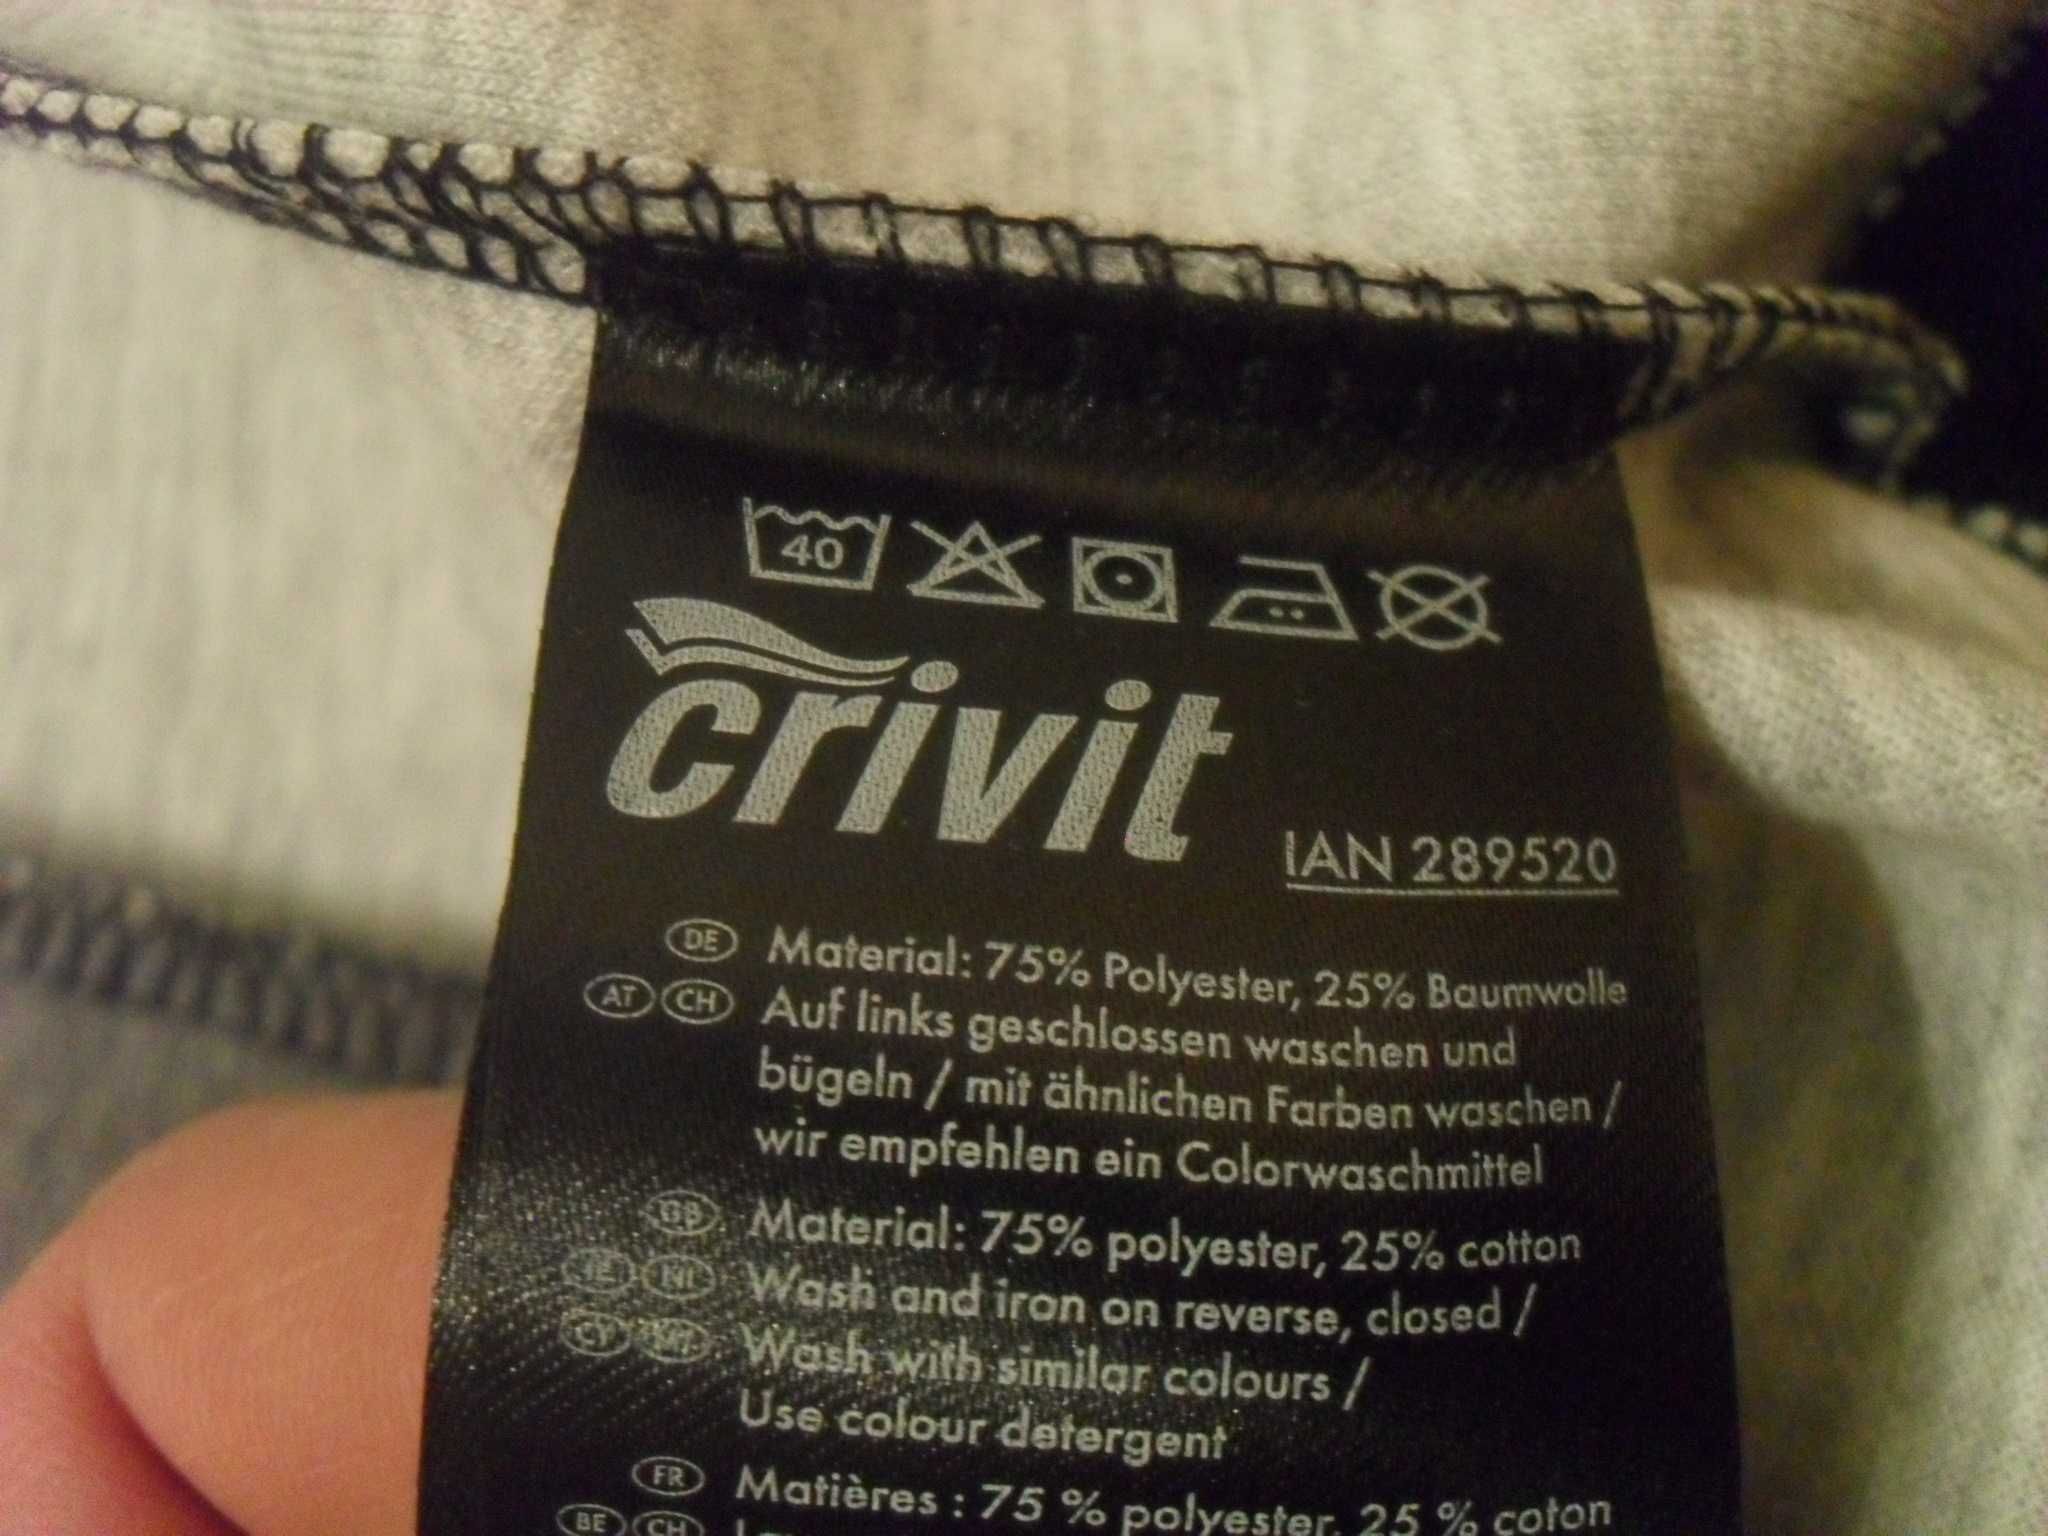 40
crivit
IAN 289520
DE Material: 75% Polyester, 25% Baumwolle
AT CH Auf links geschlossen waschen und
bügeln / mit ähnlichen Farben waschen /
wir empfehlen ein Colorwaschmittel
GB Material: 75% polyester, 25% cotton
IE NI Wash and iron on reverse, closed /
CY MT Wash with similar colours /
Use colour detergent
FR Matières : 75 % polyester, 25 % coton
BE CH